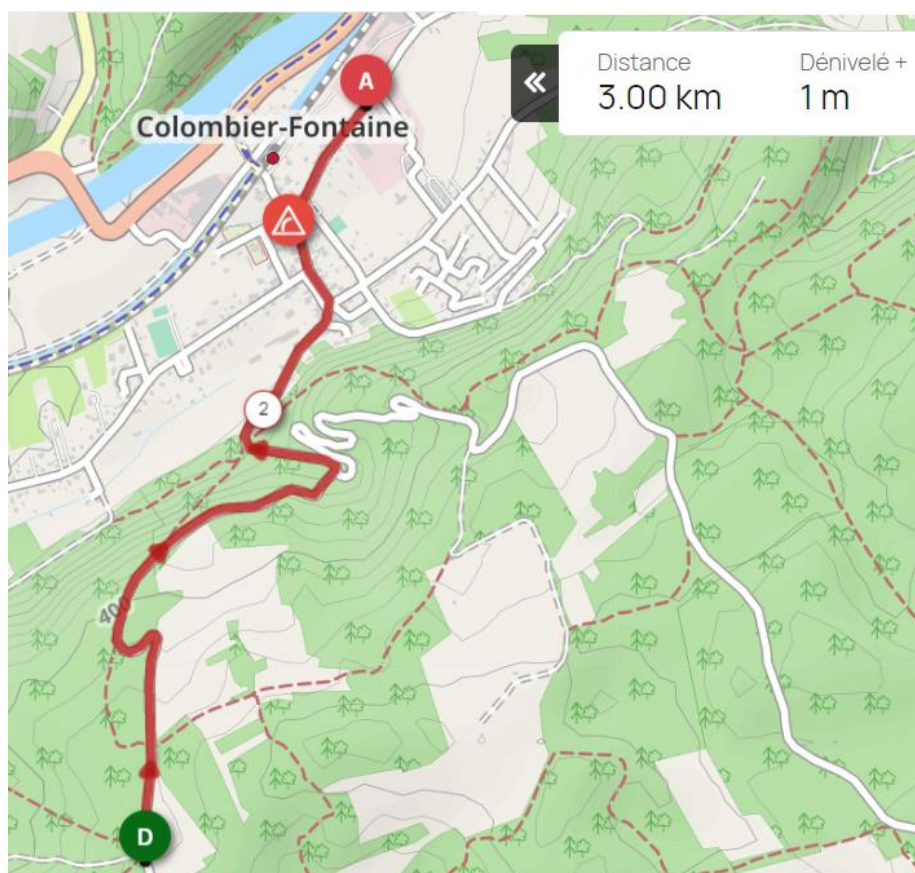 A
Distance
Dénivelé +
3.00 km
1 m
Colombier-Fontaine
2
400
D